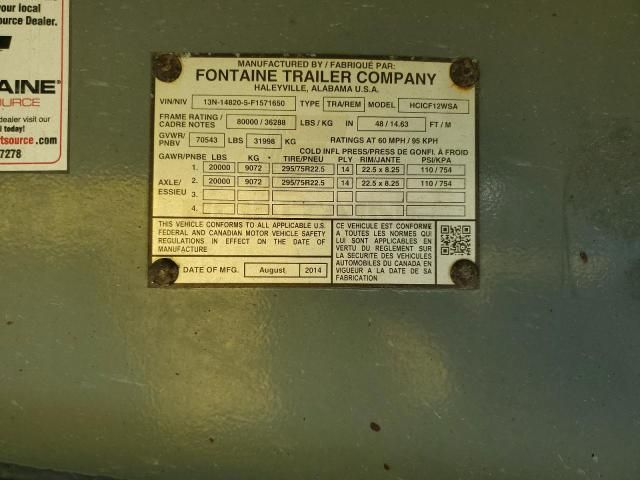 your local
ource Dealer.
AINE®
OURCE
dealer visit our
today!
rtsource.com
7278
MANUFACTURED BY / FABRIQUÉ PAR:
FONTAINE TRAILER COMPANY
HALEYVILLE, ALABAMA U.S.A.
VIN/NIV 13N-14820-S-F1571650 TYPE TRA/REM MODEL HCICF12WSA
FRAME RATING / CADRE NOTES 80000 / 36288 LBS / KG IN 48 / 14.63 FT / M
GVWR/ PNBV 70543 LBS 31998 KG RATINGS AT 60 MPH / 95 KPH
COLD INFL PRESS/PRESS DE GONFL À FROID
GAWR/PNBE LBS KG TIRE/PNEU PLY RIM/JANTE PSI/KPA
1. 20000 9072 295/75R22.5 14 22.5 x 8.25 110 / 754
AXLE/ ESSIEU 2. 20000 9072 295/75R22.5 14 22.5 x 8.25 110 / 754
3.
4.
THIS VEHICLE CONFORMS TO ALL APPLICABLE U.S.
FEDERAL AND CANADIAN MOTOR VEHICLE SAFETY
REGULATIONS IN EFFECT ON THE DATE OF
MANUFACTURE
DATE OF MFG. August 2014
CE VEHICULE EST CONFORME
A TOUTES LES NORMES QUI
LUI SONT APPLICABLES EN
VERTU DU REGLEMENT SUR
LA SECURITE DES VEHICULES
AUTOMOBILES DU CANADA EN
VIGUEUR A LA DATE DE SA
FABRICATION